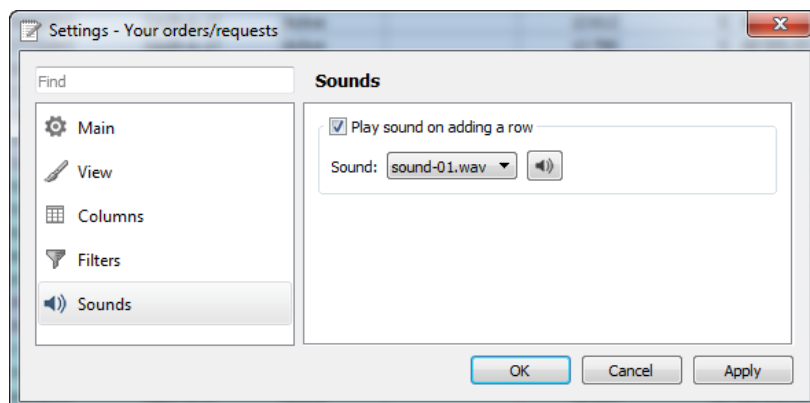 Settings - Your orders/requests
Find
Main
View
Columns
Filters
Sounds
Sounds
Play sound on adding a row
Sound: sound-01.wav
OK Cancel Apply